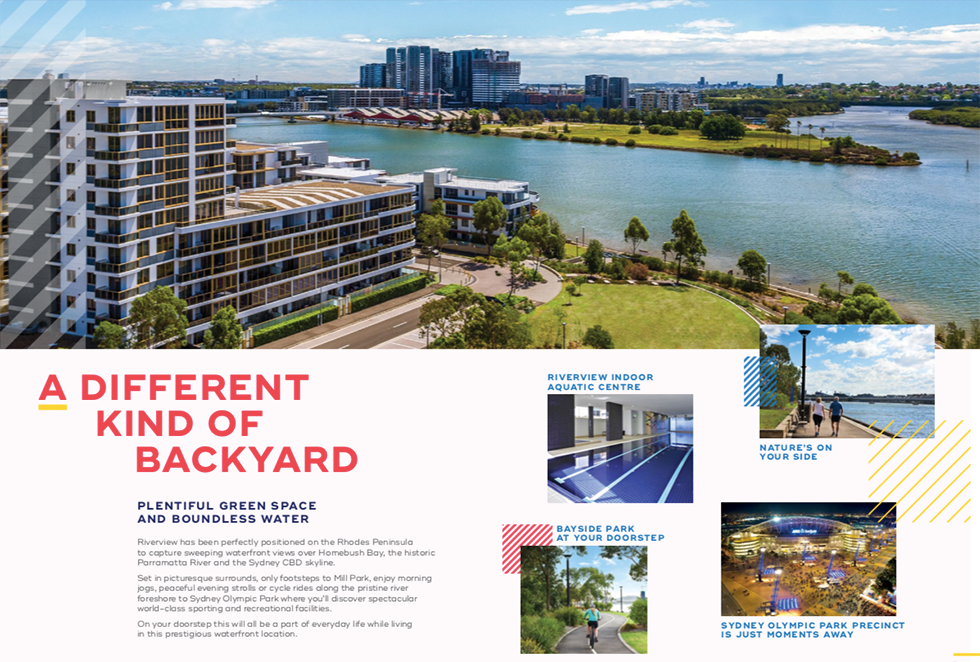 A DIFFERENT
KIND OF
BACKYARD
PLENTIFUL GREEN SPACE
AND BOUNDLESS WATER
Riverview has been perfectly positioned on the Rhodes Peninsula
to capture sweeping waterfront views over Homebush Bay, the historic
Parramatta River and the Sydney CBD skyline.
Set in picturesque surrounds, only footsteps to Mill Park, enjoy morning
jogs, peaceful evening strolls or cycle rides along the pristine river
foreshore to Sydney Olympic Park where you'll discover spectacular
world-class sporting and recreational facilities.
On your doorstep this will all be a part of everyday life while living
in this prestigious waterfront location.
RIVERVIEW INDOOR
AQUATIC CENTRE
NATURE'S ON
YOUR SIDE
BAYSIDE PARK
AT YOUR DOORSTEP
SYDNEY OLYMPIC PARK PRECINCT
IS JUST MOMENTS AWAY